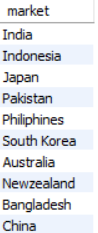 market
India
Indonesia
Japan
Pakistan
Philiphines
South Korea
Australia
Newzealand
Bangladesh
China